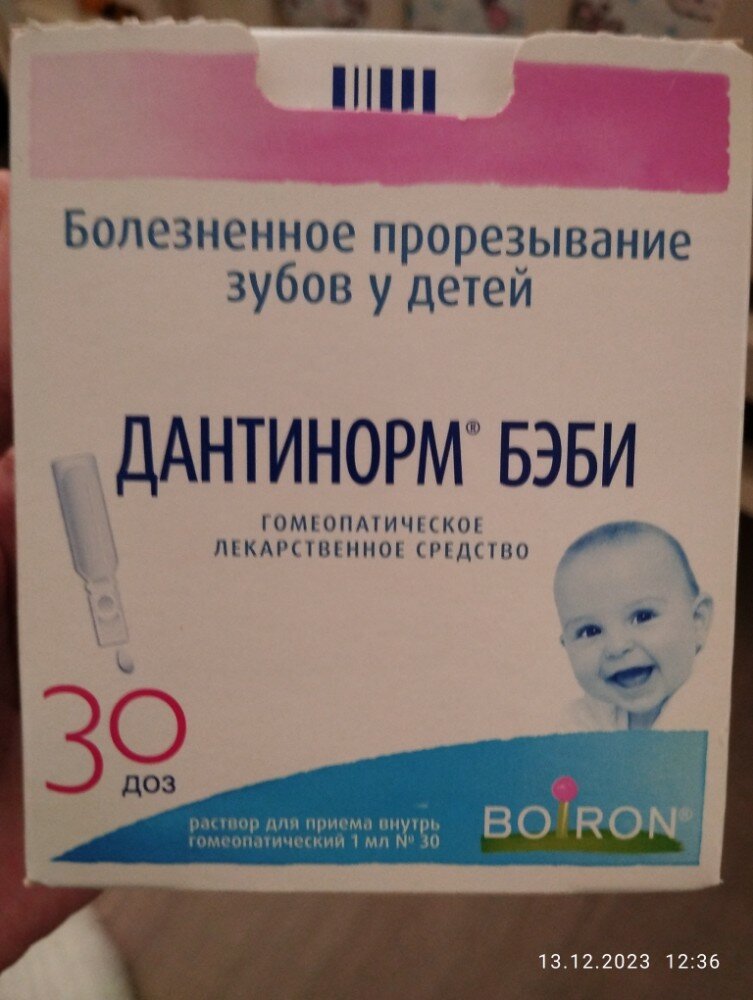 Болезненное прорезывание
зубов у детей
ДАНТИНОРМ® БЭБИ
ГОМЕОПАТИЧЕСКОЕ
ЛЕКАРСТВЕННОЕ СРЕДСТВО
30
ДОЗ
раствор для приема внутрь
гомеопатический 1 мл № 30
BOIRON®
13.12.2023 12:36